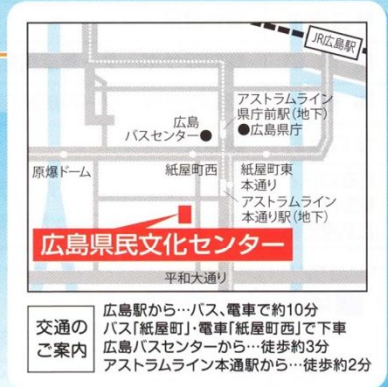 JR広島駅
アストラムライン
県庁前駅(地下)
●広島県庁
広島
バスセンター●
原爆ドーム
紙屋町西
紙屋町東
本通り
アストラムライン
本通り駅(地下)
広島県民文化センター
平和大通り
交通の
ご案内
広島駅から…バス、電車で約10分
バス「紙屋町」・電車「紙屋町西」で下車
広島バスセンターから…徒歩約3分
アストラムライン本通駅から…徒歩約2分